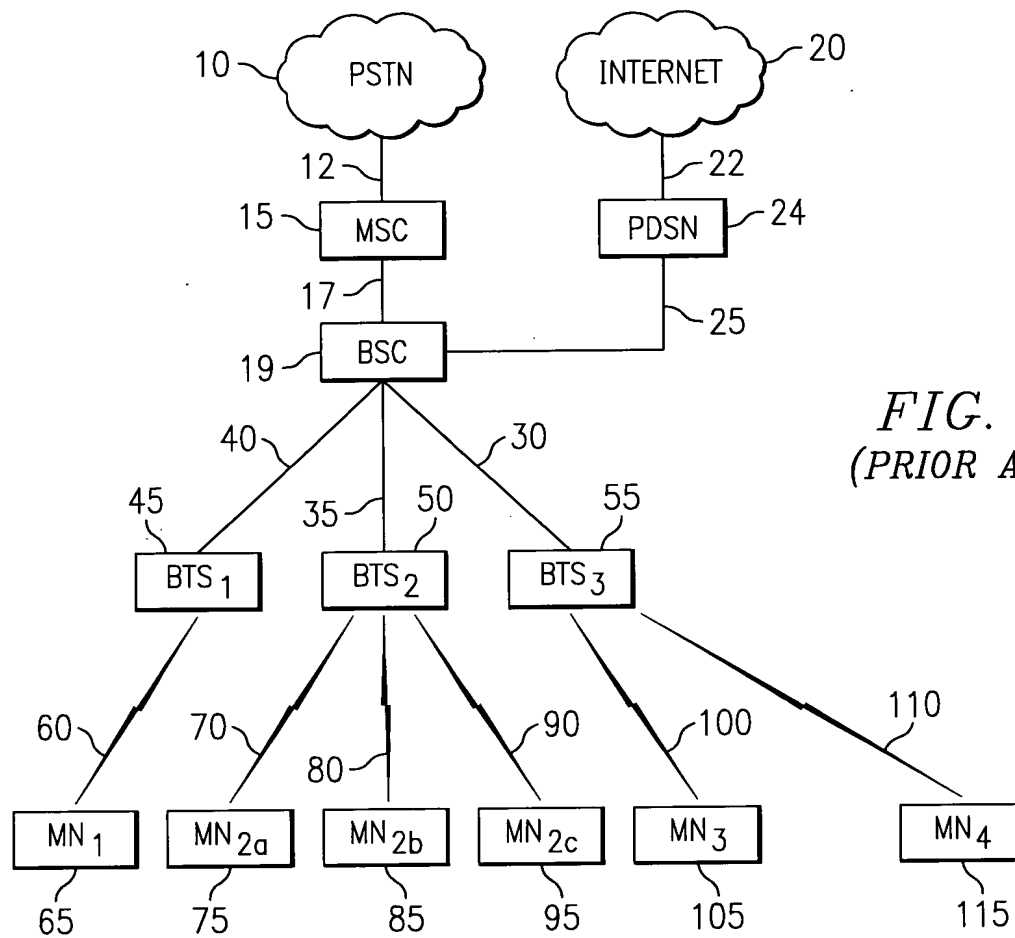 10 PSTN INTERNET 20
12 22
15 MSC PDSN 24
17 25
19 BSC
FIG.
(PRIOR A
40 30
45 35 50 55
BTS1 BTS2 BTS3
60 70 80 90 100 110
MN1 MN2a MN2b MN2c MN3 MN4
65 75 85 95 105 115